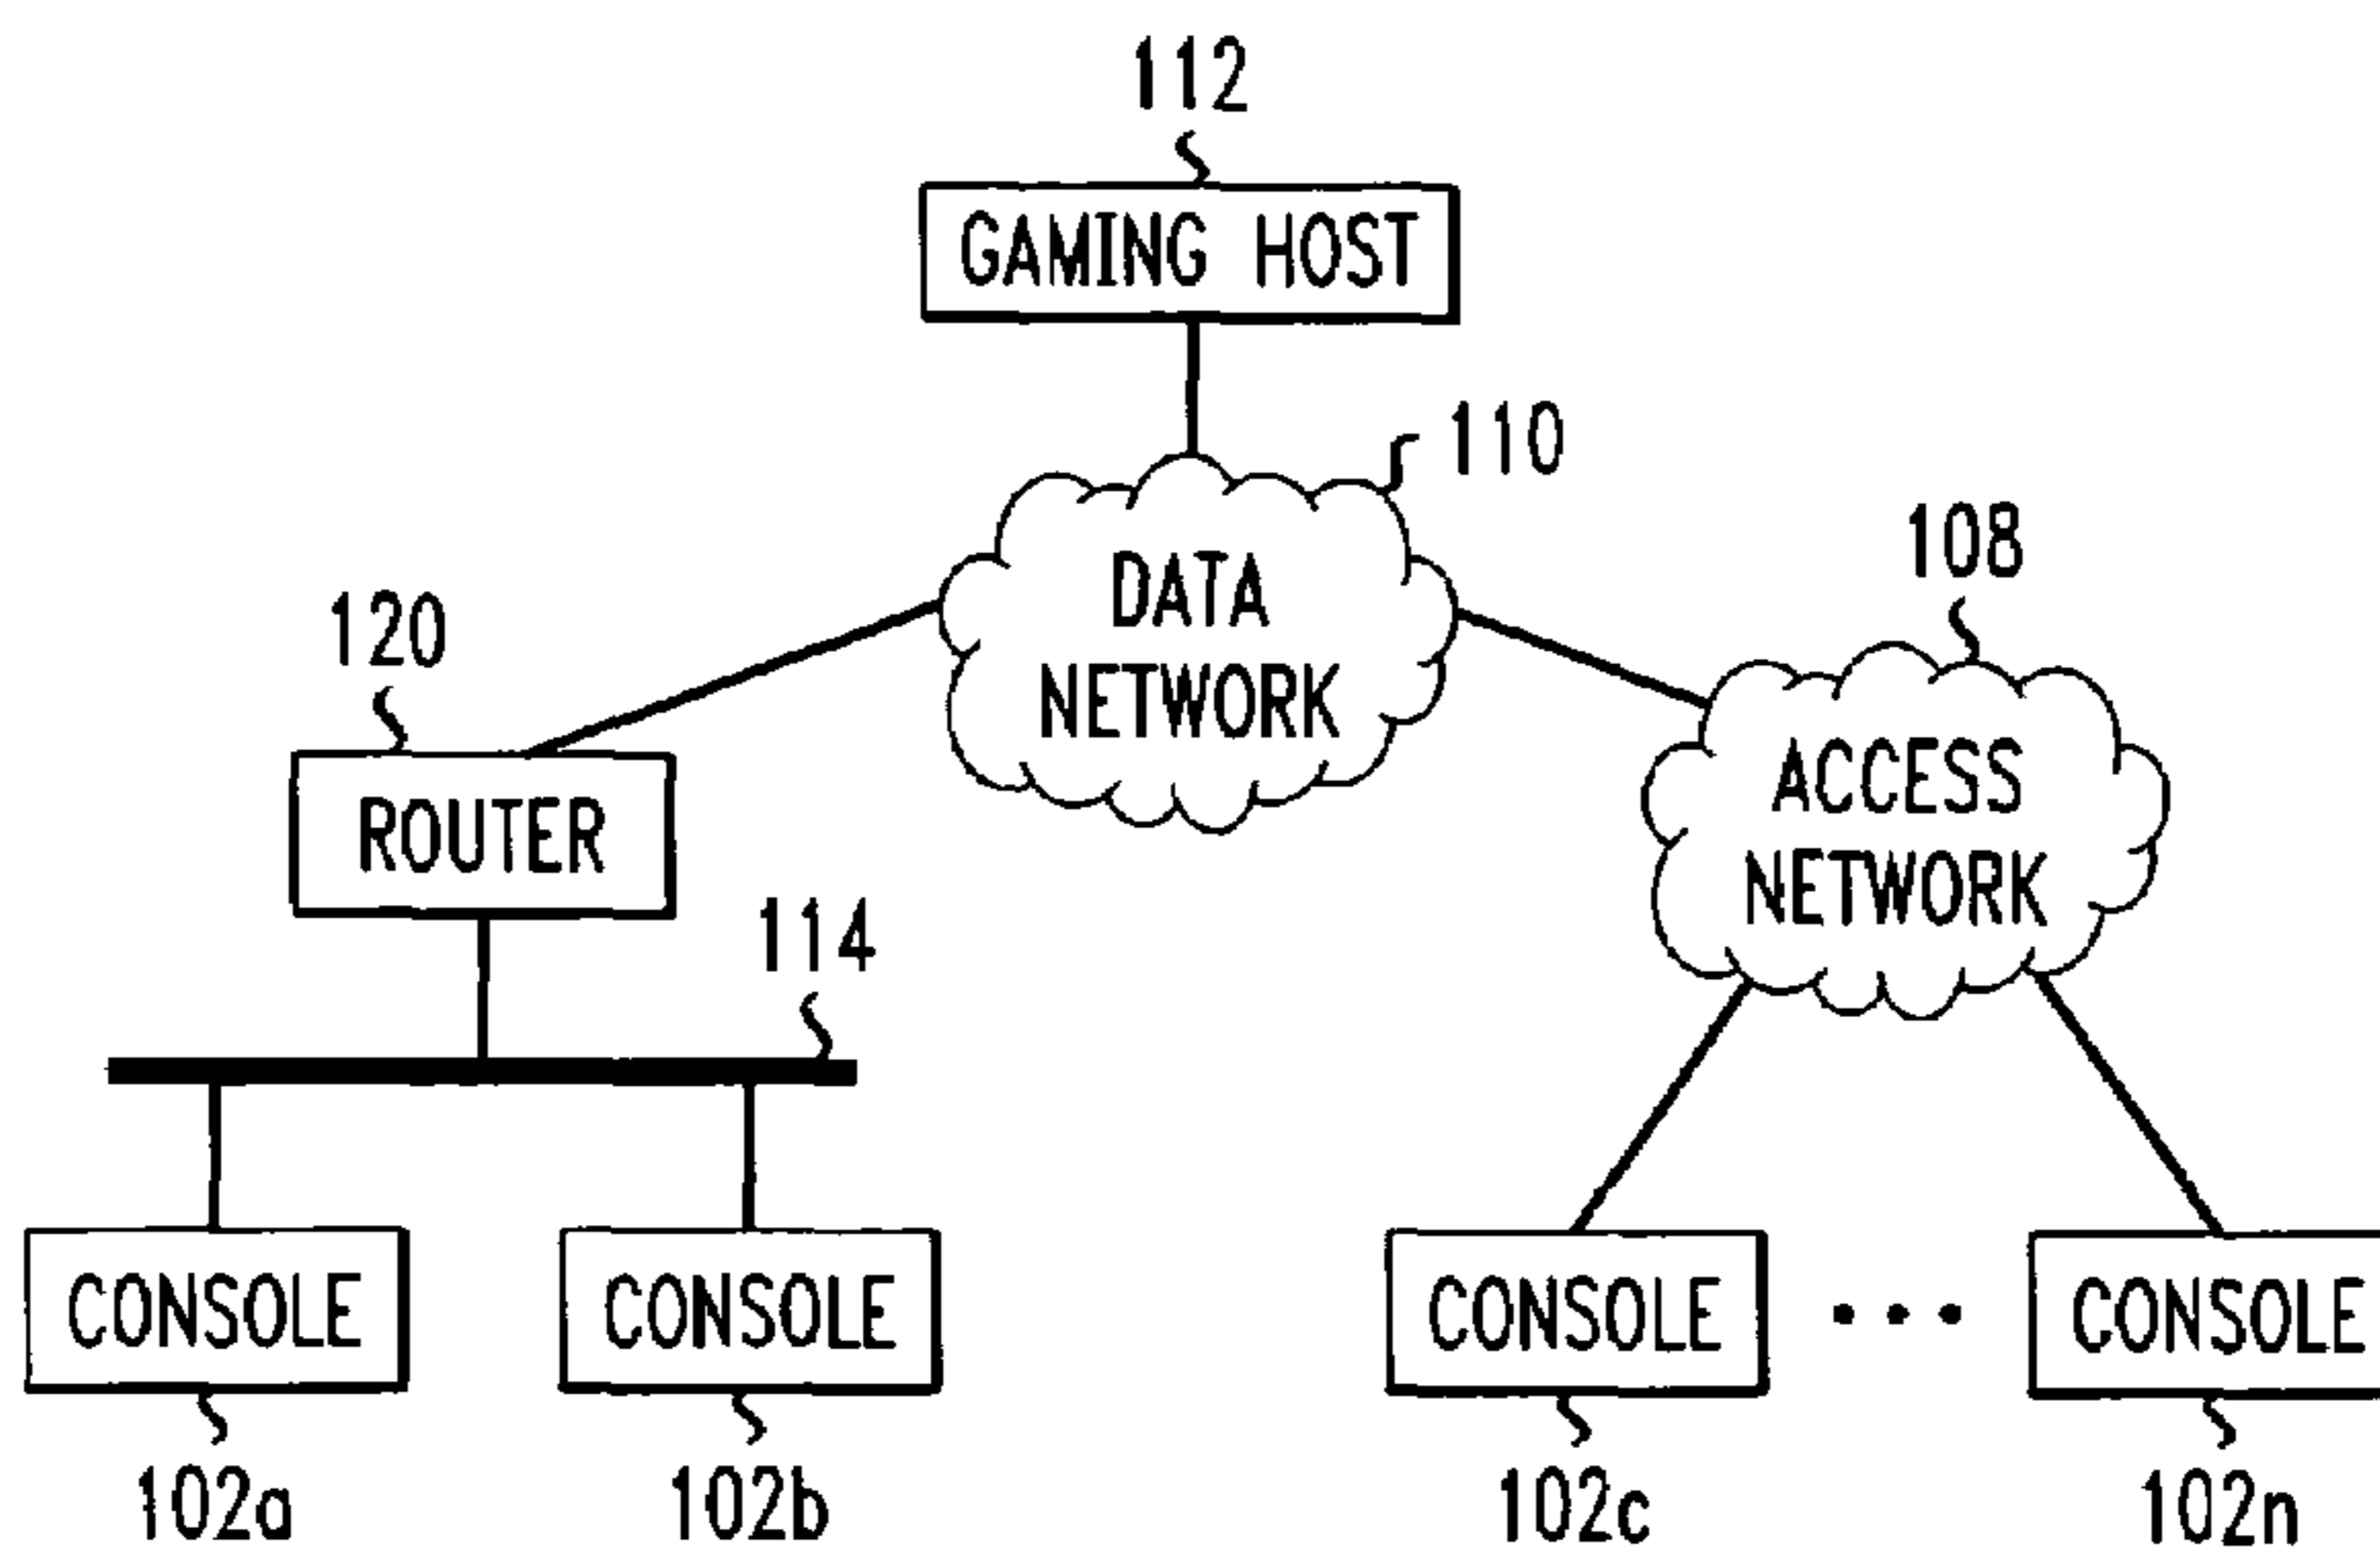 112
GAMING HOST
110
DATA
NETWORK
108
ACCESS
NETWORK
120
ROUTER
114
CONSOLE
CONSOLE
CONSOLE
CONSOLE
102a
102b
102c
102n